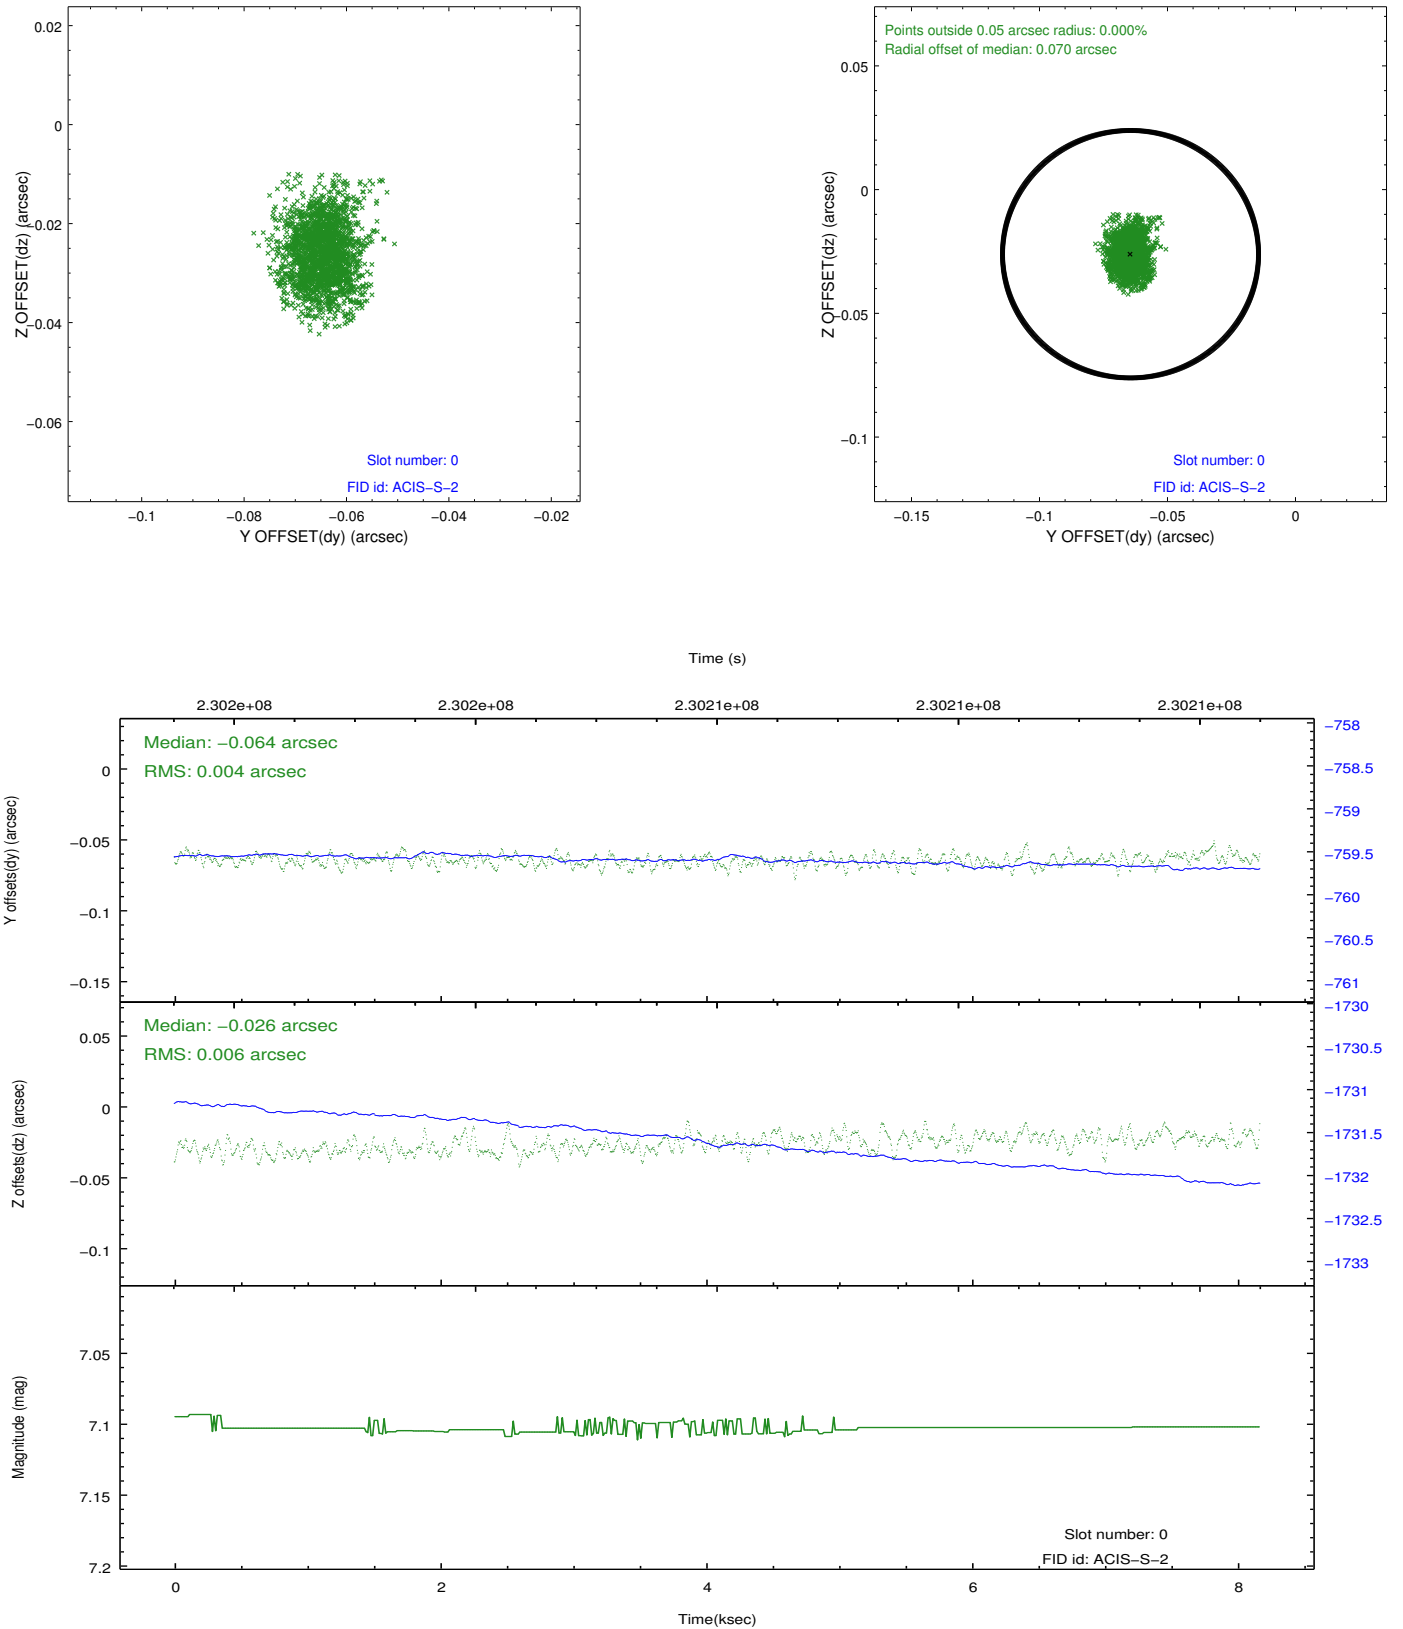 0.02
0
−0.02
−0.04
−0.06
Z OFFSET(dz) (arcsec)
Slot number: 0
FID id: ACIS−S−2
−0.1
−0.08
−0.06
−0.04
−0.02
Y OFFSET(dy) (arcsec)
Points outside 0.05 arcsec radius: 0.000%
Radial offset of median: 0.070 arcsec
0.05
0
−0.05
−0.1
Z OFFSET(dz) (arcsec)
Slot number: 0
FID id: ACIS−S−2
−0.15
−0.1
−0.05
0
Y OFFSET(dy) (arcsec)
Time (s)
2.302e+08
2.302e+08
2.3021e+08
2.3021e+08
2.3021e+08
Median: −0.064 arcsec
RMS: 0.004 arcsec
0
−0.05
−0.1
−0.15
Y offsets(dy) (arcsec)
−758
−758.5
−759
−759.5
−760
−760.5
−761
Median: −0.026 arcsec
RMS: 0.006 arcsec
0.05
0
−0.05
−0.1
Z offsets(dz) (arcsec)
−1730
−1730.5
−1731
−1731.5
−1732
−1732.5
−1733
7.05
7.1
7.15
7.2
Magnitude (mag)
Slot number: 0
FID id: ACIS−S−2
0
2
4
6
8
Time(ksec)